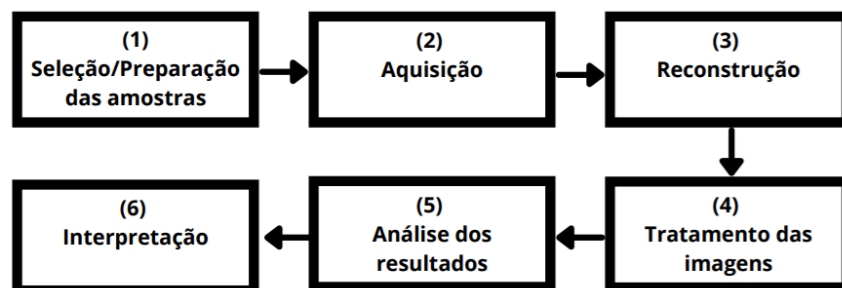 (1)
Seleção/Preparação
das amostras
(2)
Aquisição
(3)
Reconstrução
(4)
Tratamento das
imagens
(5)
Análise dos
resultados
(6)
Interpretação